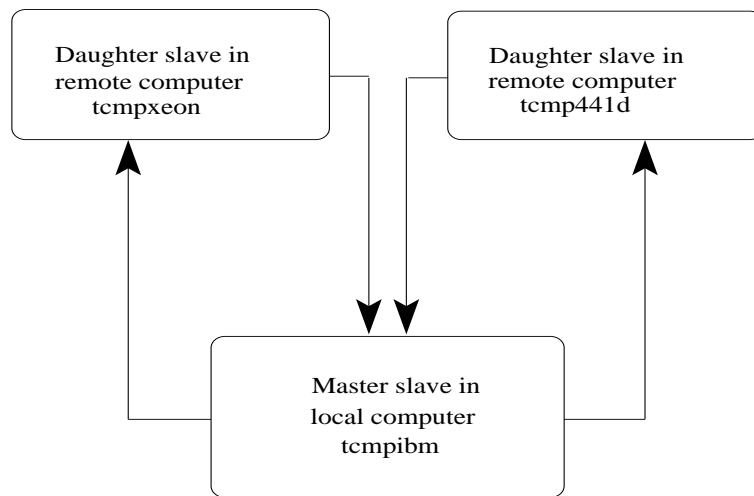 Daughter slave in
remote computer
tcmpxeon
Daughter slave in
remote computer
tcmp441d
Master slave in
local computer
tcmpibm